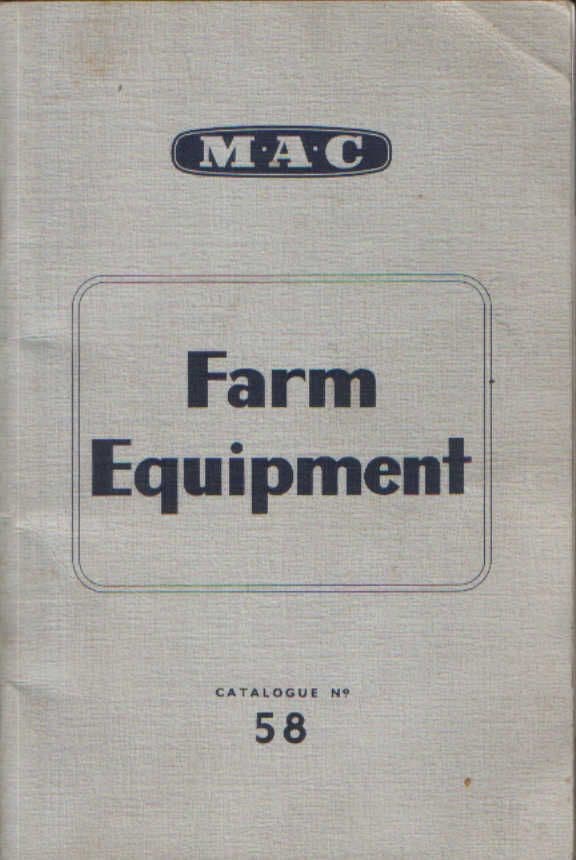 M·A·C
Farm
Equipment
CATALOGUE Nº
58